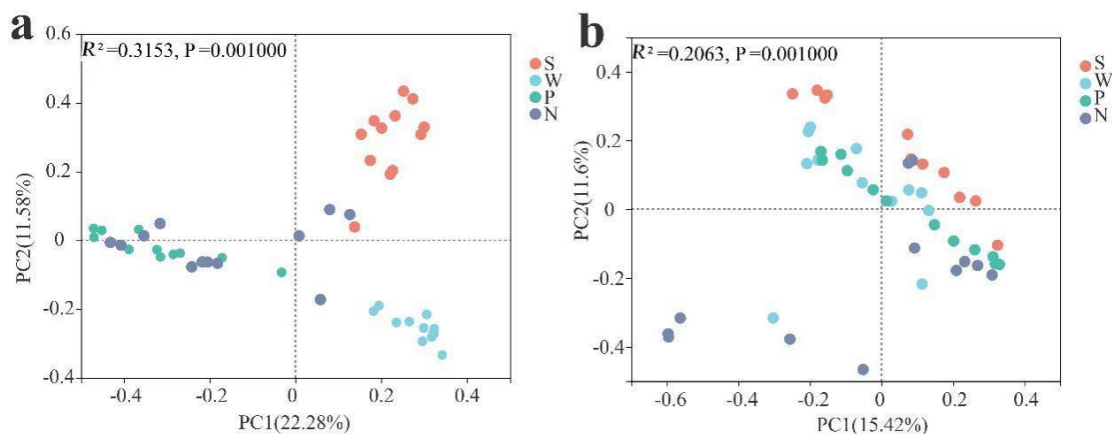 a
R²=0.3153, P=0.001000
0.6
0.4
0.2
0
-0.2
-0.4
PC2(11.58%)
-0.4
-0.2
0
0.2
0.4
PC1(22.28%)
S
W
P
N
b
R²=0.2063, P=0.001000
0.4
0.2
0
-0.2
-0.4
PC2(11.6%)
-0.6
-0.4
-0.2
0
0.2
0.4
PC1(15.42%)
S
W
P
N